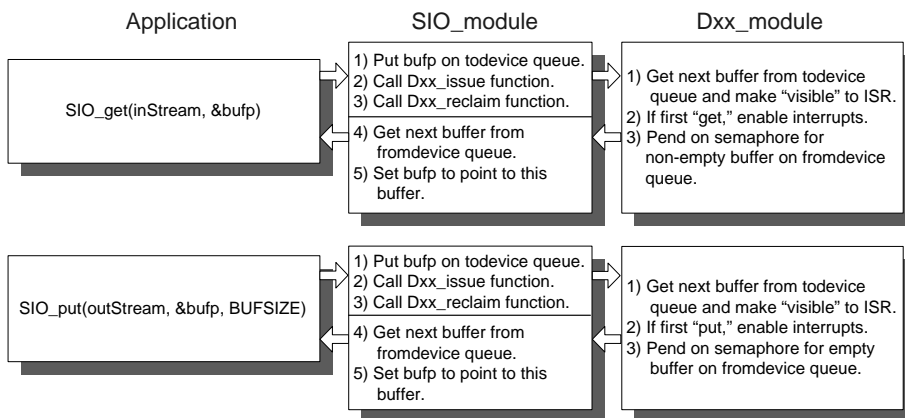 Application
SIO_module
Dxx_module
SIO_get(inStream, &bufp)
1) Put bufp on todevice queue.
2) Call Dxx_issue function.
3) Call Dxx_reclaim function.
4) Get next buffer from
fromdevice queue.
5) Set bufp to point to this
buffer.
1) Get next buffer from todevice
queue and make “visible” to ISR.
2) If first “get,” enable interrupts.
3) Pend on semaphore for
non-empty buffer on fromdevice
queue.
SIO_put(outStream, &bufp, BUFSIZE)
1) Put bufp on todevice queue.
2) Call Dxx_issue function.
3) Call Dxx_reclaim function.
4) Get next buffer from
fromdevice queue.
5) Set bufp to point to this
buffer.
1) Get next buffer from todevice
queue and make “visible” to ISR.
2) If first “put,” enable interrupts.
3) Pend on semaphore for empty
buffer on fromdevice queue.